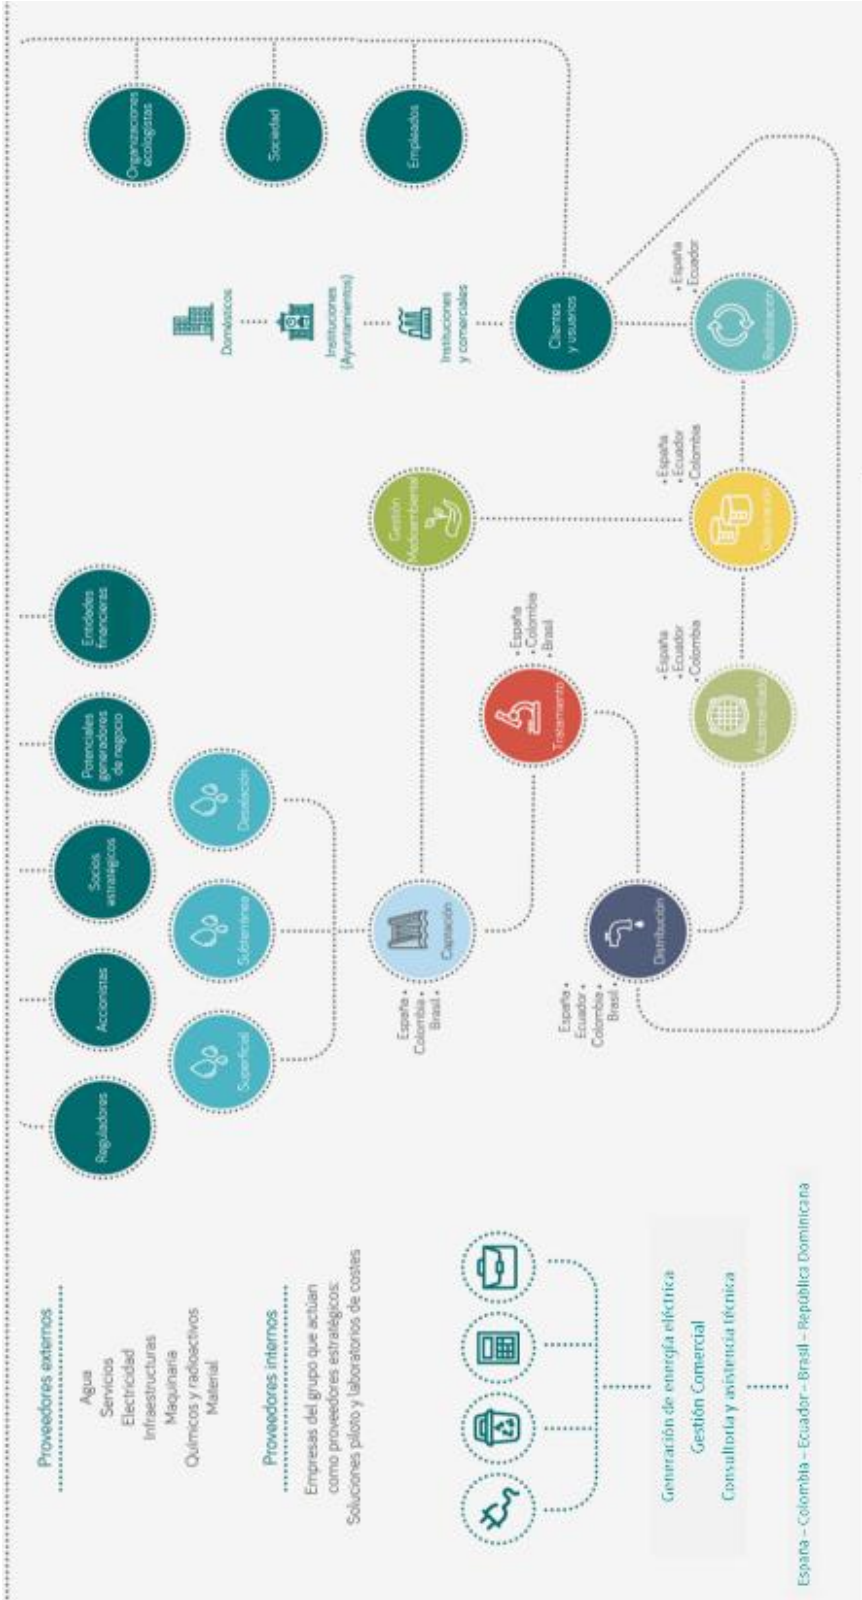 Proveedores externos
Agua
Servicios
Electricidad
Infraestructuras
Maquinaria
Químicos y radioactivos
Material
Proveedores internos
Empresas del grupo que actúan
como proveedores estratégicos:
Soluciones piloto y laboratorios de costes
Generación de energía eléctrica
Gestión Comercial
Consultoría y asistencia técnica
España – Colombia – Ecuador – Brasil – República Dominicana
Reguladores
Accionistas
Socios
estratégicos
Potenciales
generadores
de negocio
Entidades
financieras
Superficial
Subterránea
Desalación
España •
Colombia •
Brasil •
Captación
España •
Ecuador •
Colombia •
Brasil •
Distribución
Tratamiento
• España
• Colombia
• Brasil
Gestión
Medioambiental
Alcantarillado
• España
• Ecuador
• Colombia
Depuración
• España
• Ecuador
• Colombia
Reutilización
• España
• Ecuador
Clientes
y usuarios
Domésticos
Instituciones
(Ayuntamientos)
Instituciones
y comerciales
Organizaciones
ecologistas
Sociedad
Empleados